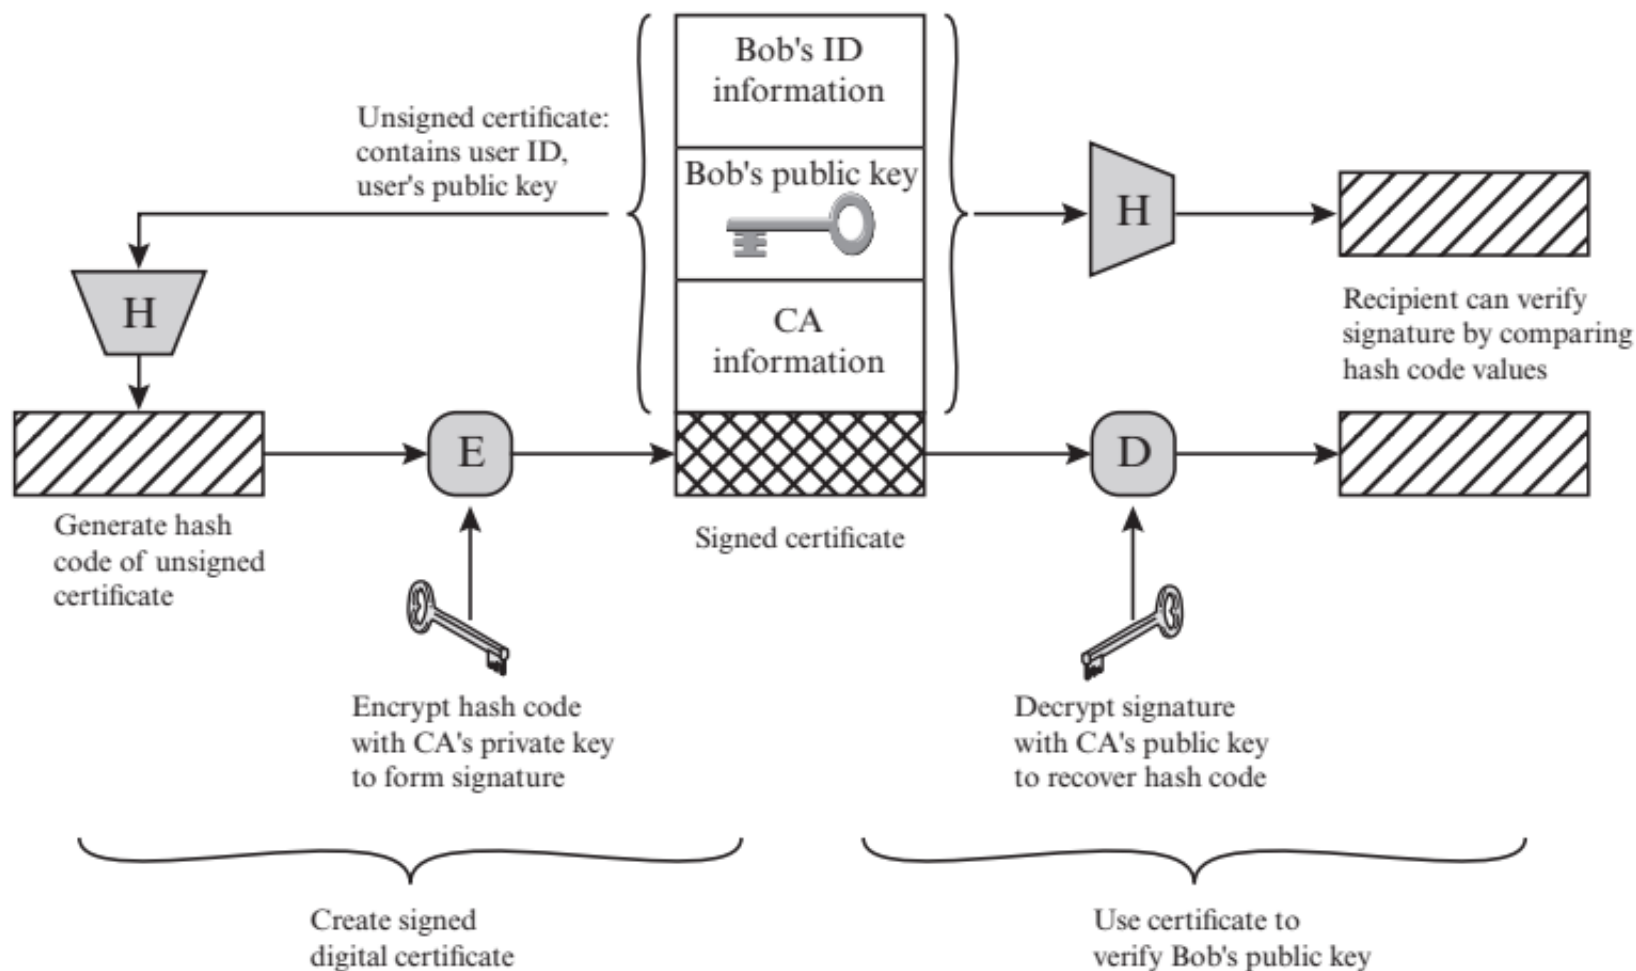 Bob's ID
information
Unsigned certificate:
contains user ID,
user's public key
Bob's public key
H
H
CA
information
Recipient can verify
signature by comparing
hash code values
E
D
Generate hash
code of unsigned
certificate
Signed certificate
Encrypt hash code
with CA's private key
to form signature
Decrypt signature
with CA's public key
to recover hash code
Create signed
digital certificate
Use certificate to
verify Bob's public key